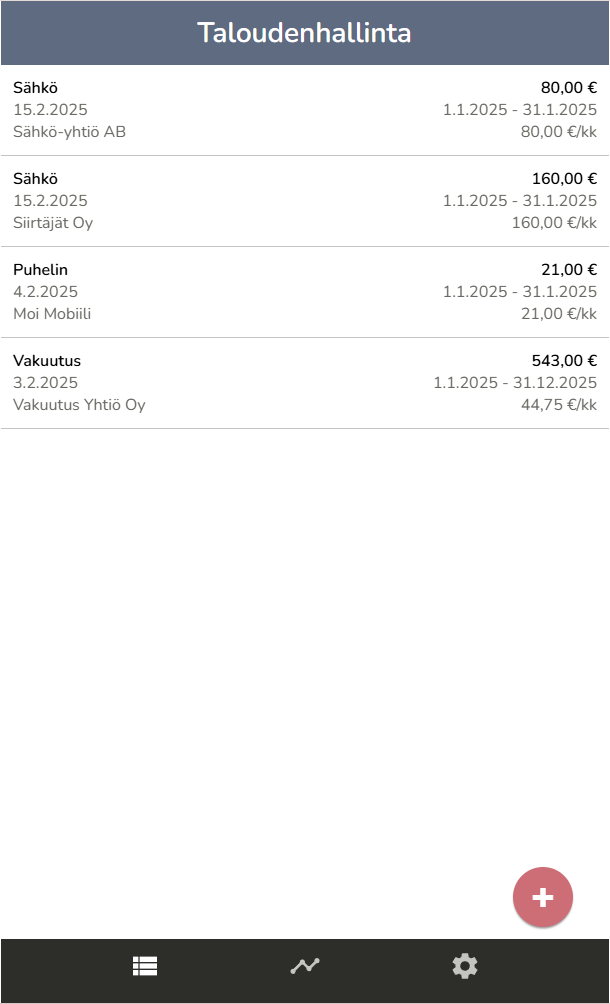 Taloudenhallinta
Sähkö 80,00 €
15.2.2025 1.1.2025 - 31.1.2025
Sähkö-yhtiö AB 80,00 €/kk
Sähkö 160,00 €
15.2.2025 1.1.2025 - 31.1.2025
Siirtäjät Oy 160,00 €/kk
Puhelin 21,00 €
4.2.2025 1.1.2025 - 31.1.2025
Moi Mobiili 21,00 €/kk
Vakuutus 543,00 €
3.2.2025 1.1.2025 - 31.12.2025
Vakuutus Yhtiö Oy 44,75 €/kk